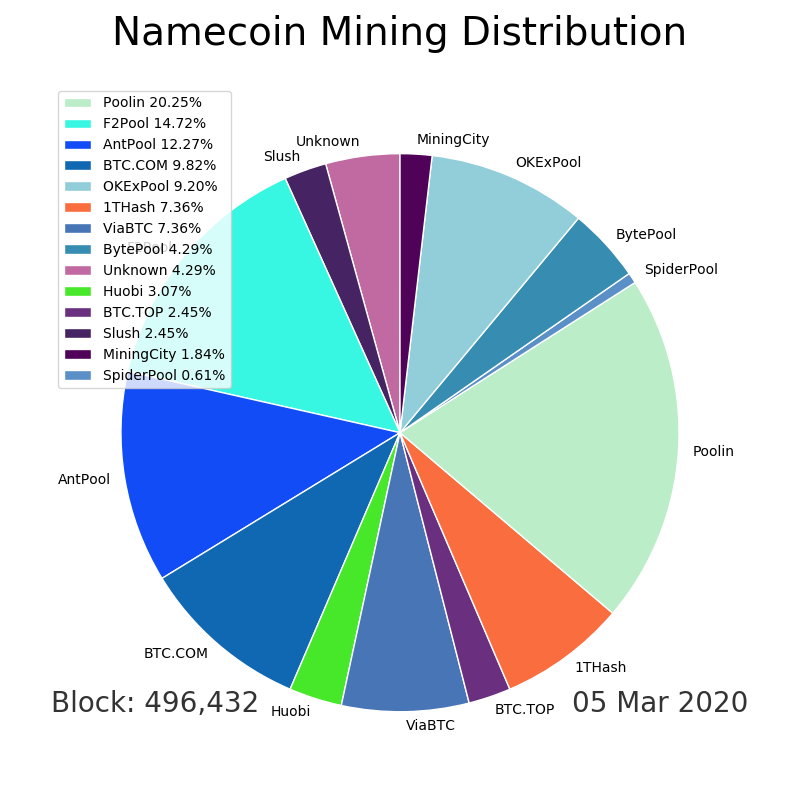 Namecoin Mining Distribution
Poolin 20.25%
F2Pool 14.72%
AntPool 12.27%
BTC.COM 9.82%
OKExPool 9.20%
1THash 7.36%
ViaBTC 7.36%
BytePool 4.29%
Unknown 4.29%
Huobi 3.07%
BTC.TOP 2.45%
Slush 2.45%
MiningCity 1.84%
SpiderPool 0.61%
MiningCity
Unknown
Slush
OKExPool
BytePool
SpiderPool
Poolin
AntPool
BTC.COM
1THash
Huobi
BTC.TOP
ViaBTC
Block: 496,432
05 Mar 2020